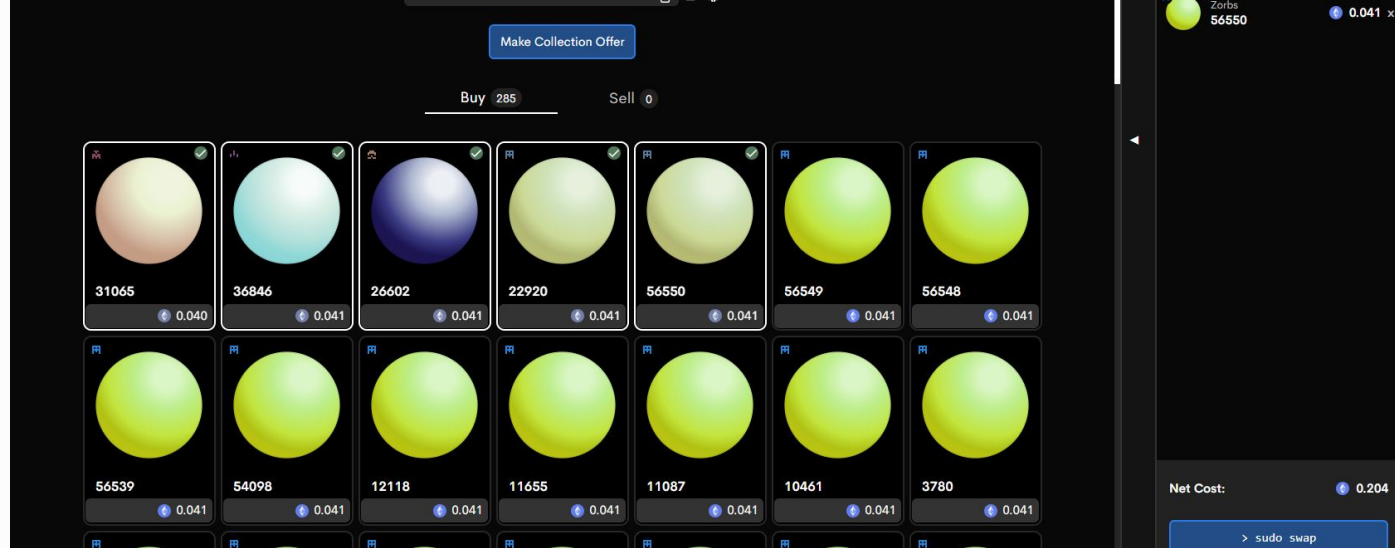 Zorbs
56550
0.041 x
Make Collection Offer
Buy 285 Sell 0
31065 36846 26602 22920 56550 56549 56548
0.040 0.041 0.041 0.041 0.041 0.041 0.041
56539 54098 12118 11655 11087 10461 3780
0.041 0.041 0.041 0.041 0.041 0.041 0.041
Net Cost: 0.204
> sudo swap